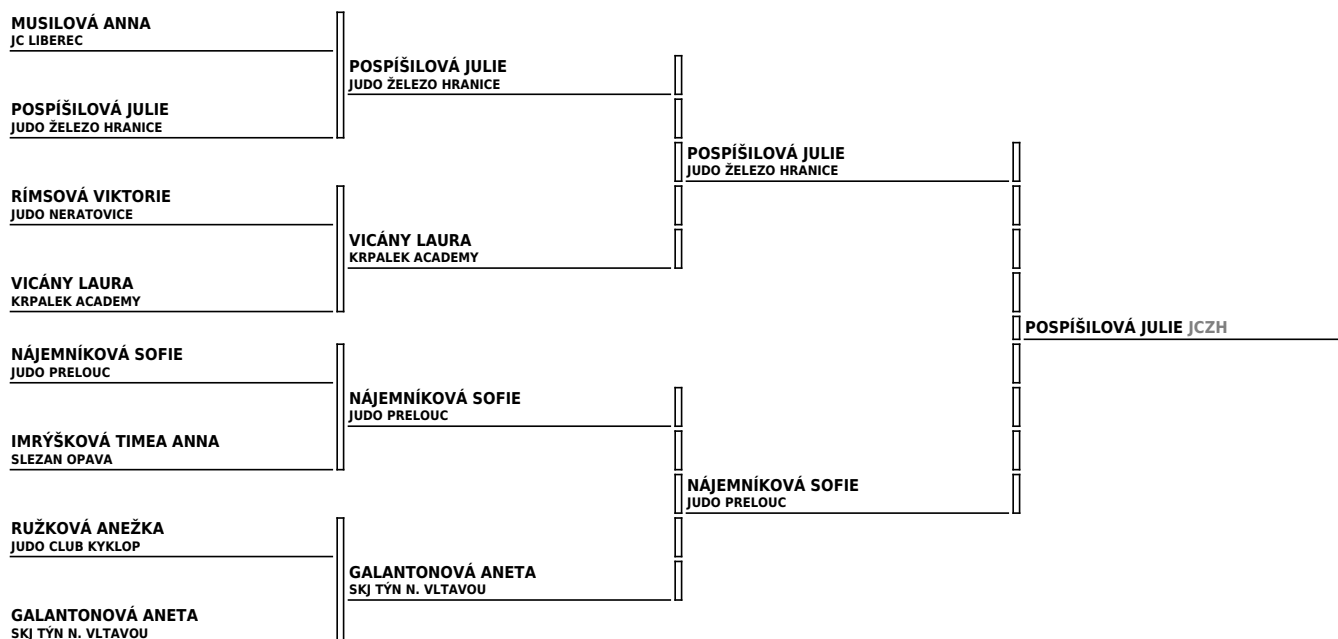 MUSILOVÁ ANNA
JC LIBEREC
POSPÍŠILOVÁ JULIE
JUDO ŽELEZO HRANICE
RÍMSOVÁ VIKTORIE
JUDO NERATOVICE
VICÁNY LAURA
KRPALEK ACADEMY
NÁJEMNÍKOVÁ SOFIE
JUDO PRELOUC
IMRÝŠKOVÁ TIMEA ANNA
SLEZAN OPAVA
RUŽKOVÁ ANEŽKA
JUDO CLUB KYKLOP
GALANTONOVÁ ANETA
SKJ TÝN N. VLTAVOU
POSPÍŠILOVÁ JULIE
JUDO ŽELEZO HRANICE
VICÁNY LAURA
KRPALEK ACADEMY
NÁJEMNÍKOVÁ SOFIE
JUDO PRELOUC
GALANTONOVÁ ANETA
SKJ TÝN N. VLTAVOU
POSPÍŠILOVÁ JULIE
JUDO ŽELEZO HRANICE
NÁJEMNÍKOVÁ SOFIE
JUDO PRELOUC
POSPÍŠILOVÁ JULIE JCZH